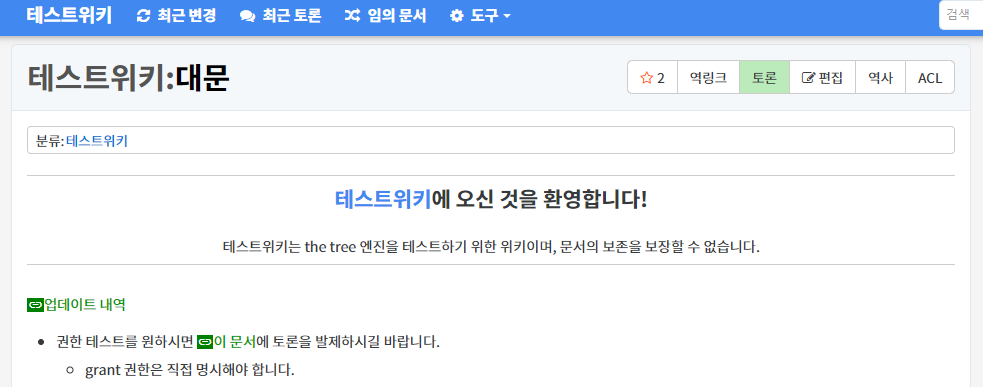 테스트위키 최근 변경 최근 토론 임의 문서 도구 검색
테스트위키:대문 2 역링크 토론 편집 역사 ACL
분류: 테스트위키
테스트위키에 오신 것을 환영합니다!
테스트위키는 the tree 엔진을 테스트하기 위한 위키이며, 문서의 보존을 보장할 수 없습니다.
업데이트 내역
권한 테스트를 원하시면 이 문서에 토론을 발제하시길 바랍니다.
grant 권한은 직접 명시해야 합니다.